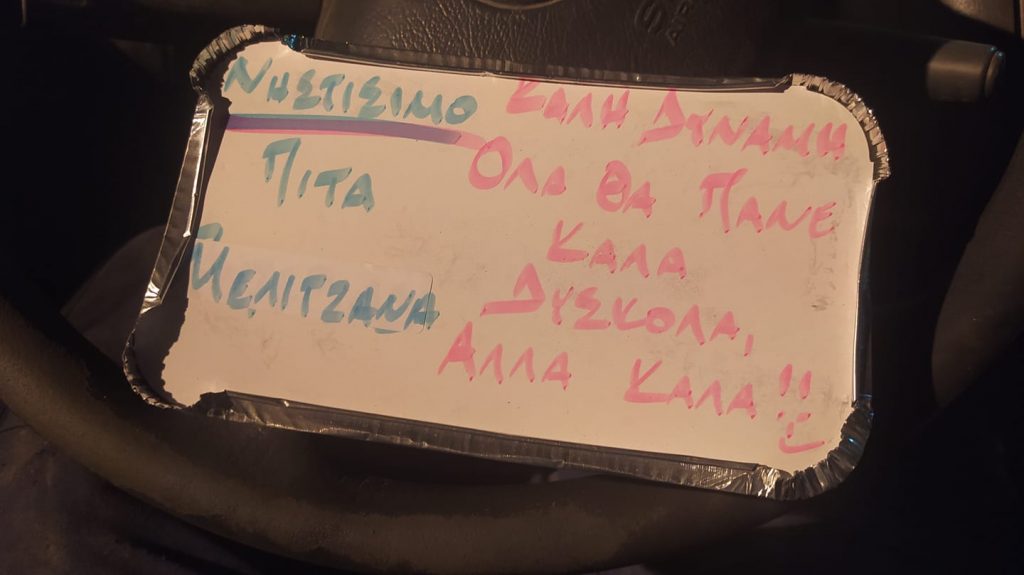 ΝΗΣΤΙΣΙΜΟ
ΠΙΤΑ
ΜΕΛΙΤΖΑΝΑ
ΚΑΛΗ ΔΥΝΑΜΗ
ΟΛΑ ΘΑ ΠΑΝΕ
ΚΑΛΑ
ΔΥΣΚΟΛΑ,
ΑΛΛΑ ΚΑΛΑ!!